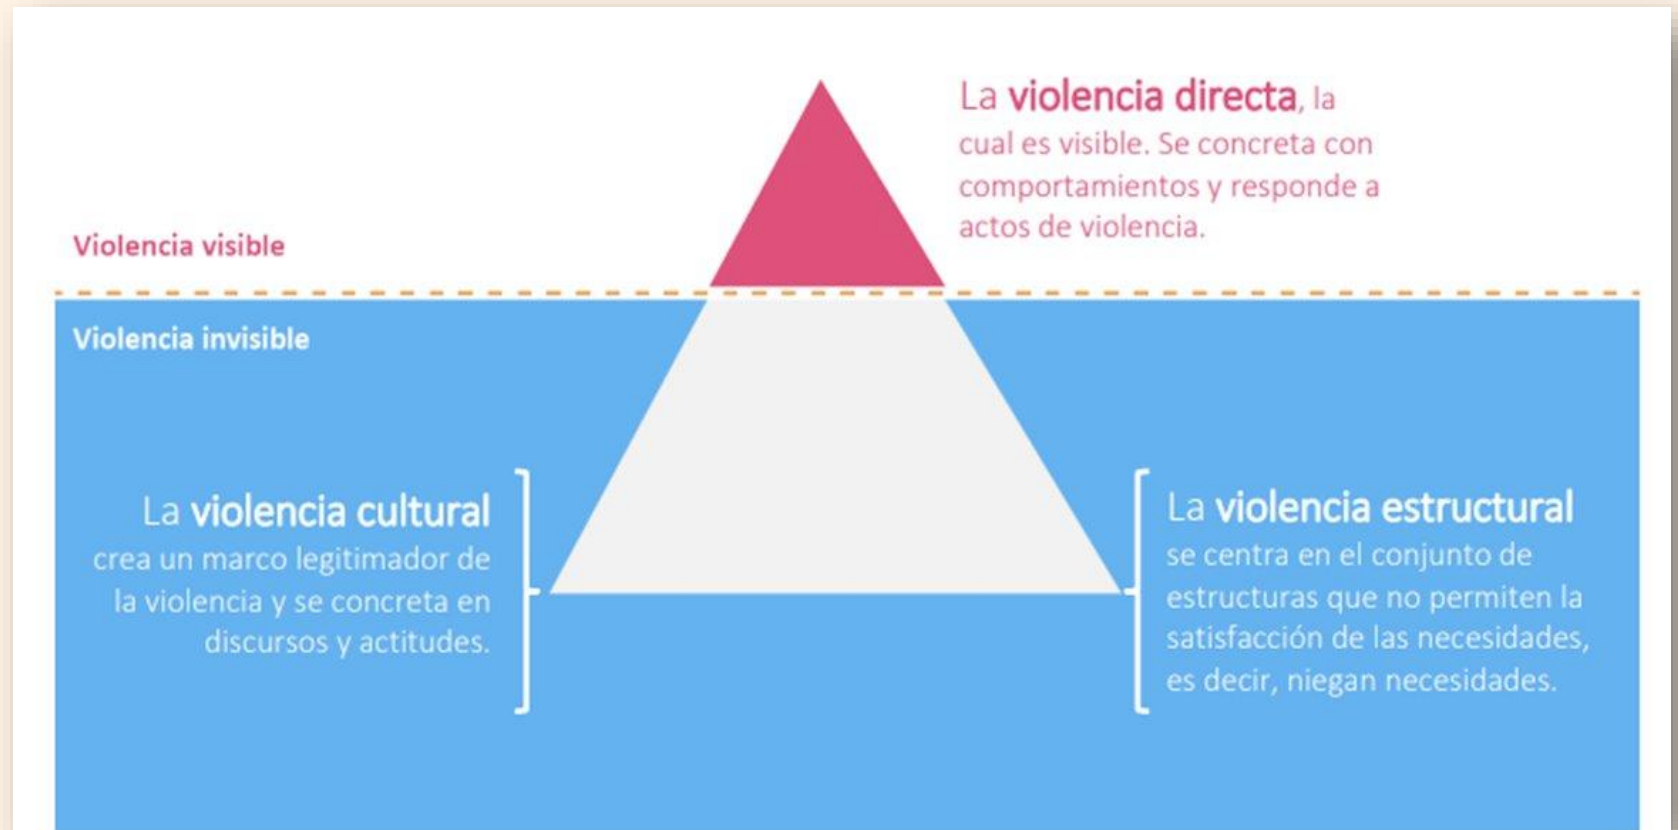 La violencia directa, la
cual es visible. Se concreta con
comportamientos y responde a
actos de violencia.
Violencia visible
Violencia invisible
La violencia cultural
crea un marco legitimador de
la violencia y se concreta en
discursos y actitudes.
La violencia estructural
se centra en el conjunto de
estructuras que no permiten la
satisfacción de las necesidades,
es decir, niegan necesidades.